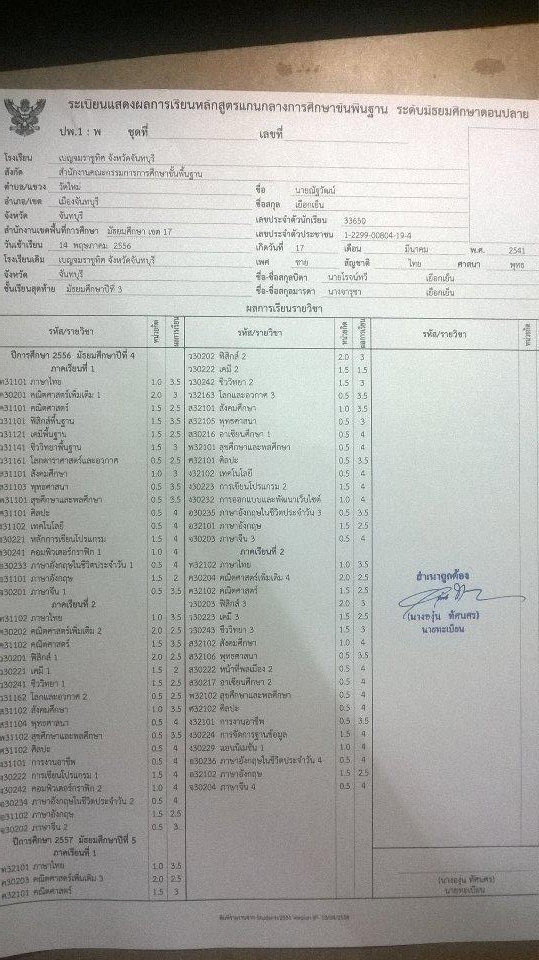 ระเบียนแสดงผลการเรียนหลักสูตรแกนกลางการศึกษาขั้นพื้นฐาน ระดับมัธยมศึกษาตอนปลาย
ปพ.1 : พ ชุดที่ เลขที่
โรงเรียน เบญจมราชูทิศ จังหวัดจันทบุรี
สังกัด สำนักงานคณะกรรมการการศึกษาขั้นพื้นฐาน
ตำบล/แขวง วัดใหม่
อำเภอ/เขต เมืองจันทบุรี
จังหวัด จันทบุรี
สำนักงานเขตพื้นที่การศึกษา มัธยมศึกษา เขต 17
วันเข้าเรียน 14 พฤษภาคม 2556
โรงเรียนเดิม เบญจมราชูทิศ จังหวัดจันทบุรี
จังหวัด จันทบุรี
ชั้นเรียนสุดท้าย มัธยมศึกษาปีที่ 3
ชื่อ นายณัฐวัฒน์
ชื่อสกุล เยือกเย็น
เลขประจำตัวนักเรียน 33650
เลขประจำตัวประชาชน 1-2299-00804-19-4
เกิดวันที่ 17 เดือน มีนาคม พ.ศ. 2541
เพศ ชาย สัญชาติ ไทย ศาสนา พุทธ
ชื่อ-ชื่อสกุลบิดา นายโรจน์ทวี เยือกเย็น
ชื่อ-ชื่อสกุลมารดา นางจารุชา เยือกเย็น
ผลการเรียนรายวิชา
รหัส/รายวิชา หน่วยกิต ผลการเรียน
ปีการศึกษา 2556 มัธยมศึกษาปีที่ 4
ภาคเรียนที่ 1
ท31101 ภาษาไทย 1.0 3.5
ค30201 คณิตศาสตร์เพิ่มเติม 1 2.0 3
ค31101 คณิตศาสตร์ 1.5 2.5
ว31101 ฟิสิกส์พื้นฐาน 1.5 3.5
ว31121 เคมีพื้นฐาน 1.5 2.5
ว31141 ชีววิทยาพื้นฐาน 1.5 3
ว31161 โลกดาราศาสตร์และอวกาศ 0.5 2.5
ส31101 สังคมศึกษา 1.0 3
ส31103 พุทธศาสนา 0.5 3.5
พ31101 สุขศึกษาและพลศึกษา 0.5 3.5
ศ31101 ศิลปะ 0.5 4
ง31102 เทคโนโลยี 0.5 4
ง30221 หลักการเขียนโปรแกรม 1.5 4
ง30241 คอมพิวเตอร์กราฟิก 1 1.0 4
อ30233 ภาษาอังกฤษในชีวิตประจำวัน 1 0.5 4
อ31101 ภาษาอังกฤษ 1.5 2
จ30201 ภาษาจีน 1 0.5 3.5
ภาคเรียนที่ 2
ท31102 ภาษาไทย 1.0 3.5
ค30202 คณิตศาสตร์เพิ่มเติม 2 2.0 2.5
ค31102 คณิตศาสตร์ 1.5 3
ว30201 ฟิสิกส์ 1 2.0 2.5
ว30221 เคมี 1 1.5 2
ว30241 ชีววิทยา 1 1.5 2.5
ว31162 โลกและอวกาศ 2 0.5 2.5
ส31102 สังคมศึกษา 1.0 3.5
ส31104 พุทธศาสนา 0.5 4
พ31102 สุขศึกษาและพลศึกษา 0.5 3.5
ศ31102 ศิลปะ 0.5 4
ง31101 การงานอาชีพ 0.5 4
ง30222 การเขียนโปรแกรม 1 1.5 4
ง30242 คอมพิวเตอร์กราฟิก 2 1.0 4
อ30234 ภาษาอังกฤษในชีวิตประจำวัน 2 0.5 4
อ31102 ภาษาอังกฤษ 1.5 2.5
จ30202 ภาษาจีน 2 0.5 3
ปีการศึกษา 2557 มัธยมศึกษาปีที่ 5
ภาคเรียนที่ 1
ท32101 ภาษาไทย 1.0 3.5
ค30203 คณิตศาสตร์เพิ่มเติม 3 2.0 2.5
ค32101 คณิตศาสตร์ 1.5 3
รหัส/รายวิชา หน่วยกิต ผลการเรียน
ว30202 ฟิสิกส์ 2 2.0 3
ว30222 เคมี 2 1.5 1.5
ว30242 ชีววิทยา 2 1.5 3
ว32163 โลกและอวกาศ 3 0.5 3.5
ส32101 สังคมศึกษา 1.0 3.5
ส32105 พุทธศาสนา 0.5 3
ส30216 อาเซียนศึกษา 1 0.5 4
พ32101 สุขศึกษาและพลศึกษา 0.5 4
ศ32101 ศิลปะ 0.5 3.5
ง32102 เทคโนโลยี 0.5 4
ง30223 การเขียนโปรแกรม 2 1.5 3.5
ง30232 การออกแบบและพัฒนาเว็บไซต์ 1.0 4
อ30235 ภาษาอังกฤษในชีวิตประจำวัน 3 0.5 3.5
อ32101 ภาษาอังกฤษ 1.5 2.5
จ30203 ภาษาจีน 3 0.5 4
ภาคเรียนที่ 2
ท32102 ภาษาไทย 1.0 3.5
ค30204 คณิตศาสตร์เพิ่มเติม 4 2.0 2.5
ค32102 คณิตศาสตร์ 1.5 2.5
ว30203 ฟิสิกส์ 3 2.0 3
ว30223 เคมี 3 1.5 2.5
ว30243 ชีววิทยา 3 1.5 3
ส32102 สังคมศึกษา 1.0 4
ส32106 พุทธศาสนา 0.5 3.5
ส30222 หน้าที่พลเมือง 2 0.5 4
ส30217 อาเซียนศึกษา 2 0.5 4
พ32102 สุขศึกษาและพลศึกษา 0.5 4
ศ32102 ศิลปะ 0.5 4
ง32101 การงานอาชีพ 0.5 3.5
ง30224 การจัดการฐานข้อมูล 1.5 4
ง30229 แอนนิเมชั่น 1 1.0 4
อ30236 ภาษาอังกฤษในชีวิตประจำวัน 4 0.5 4
อ32102 ภาษาอังกฤษ 1.5 2.5
จ30204 ภาษาจีน 4 0.5 4
รหัส/รายวิชา หน่วยกิต
สำเนาถูกต้อง
(นางองุ่น ทัศนศร)
นายทะเบียน
(นางองุ่น ทัศนศร)
นายทะเบียน